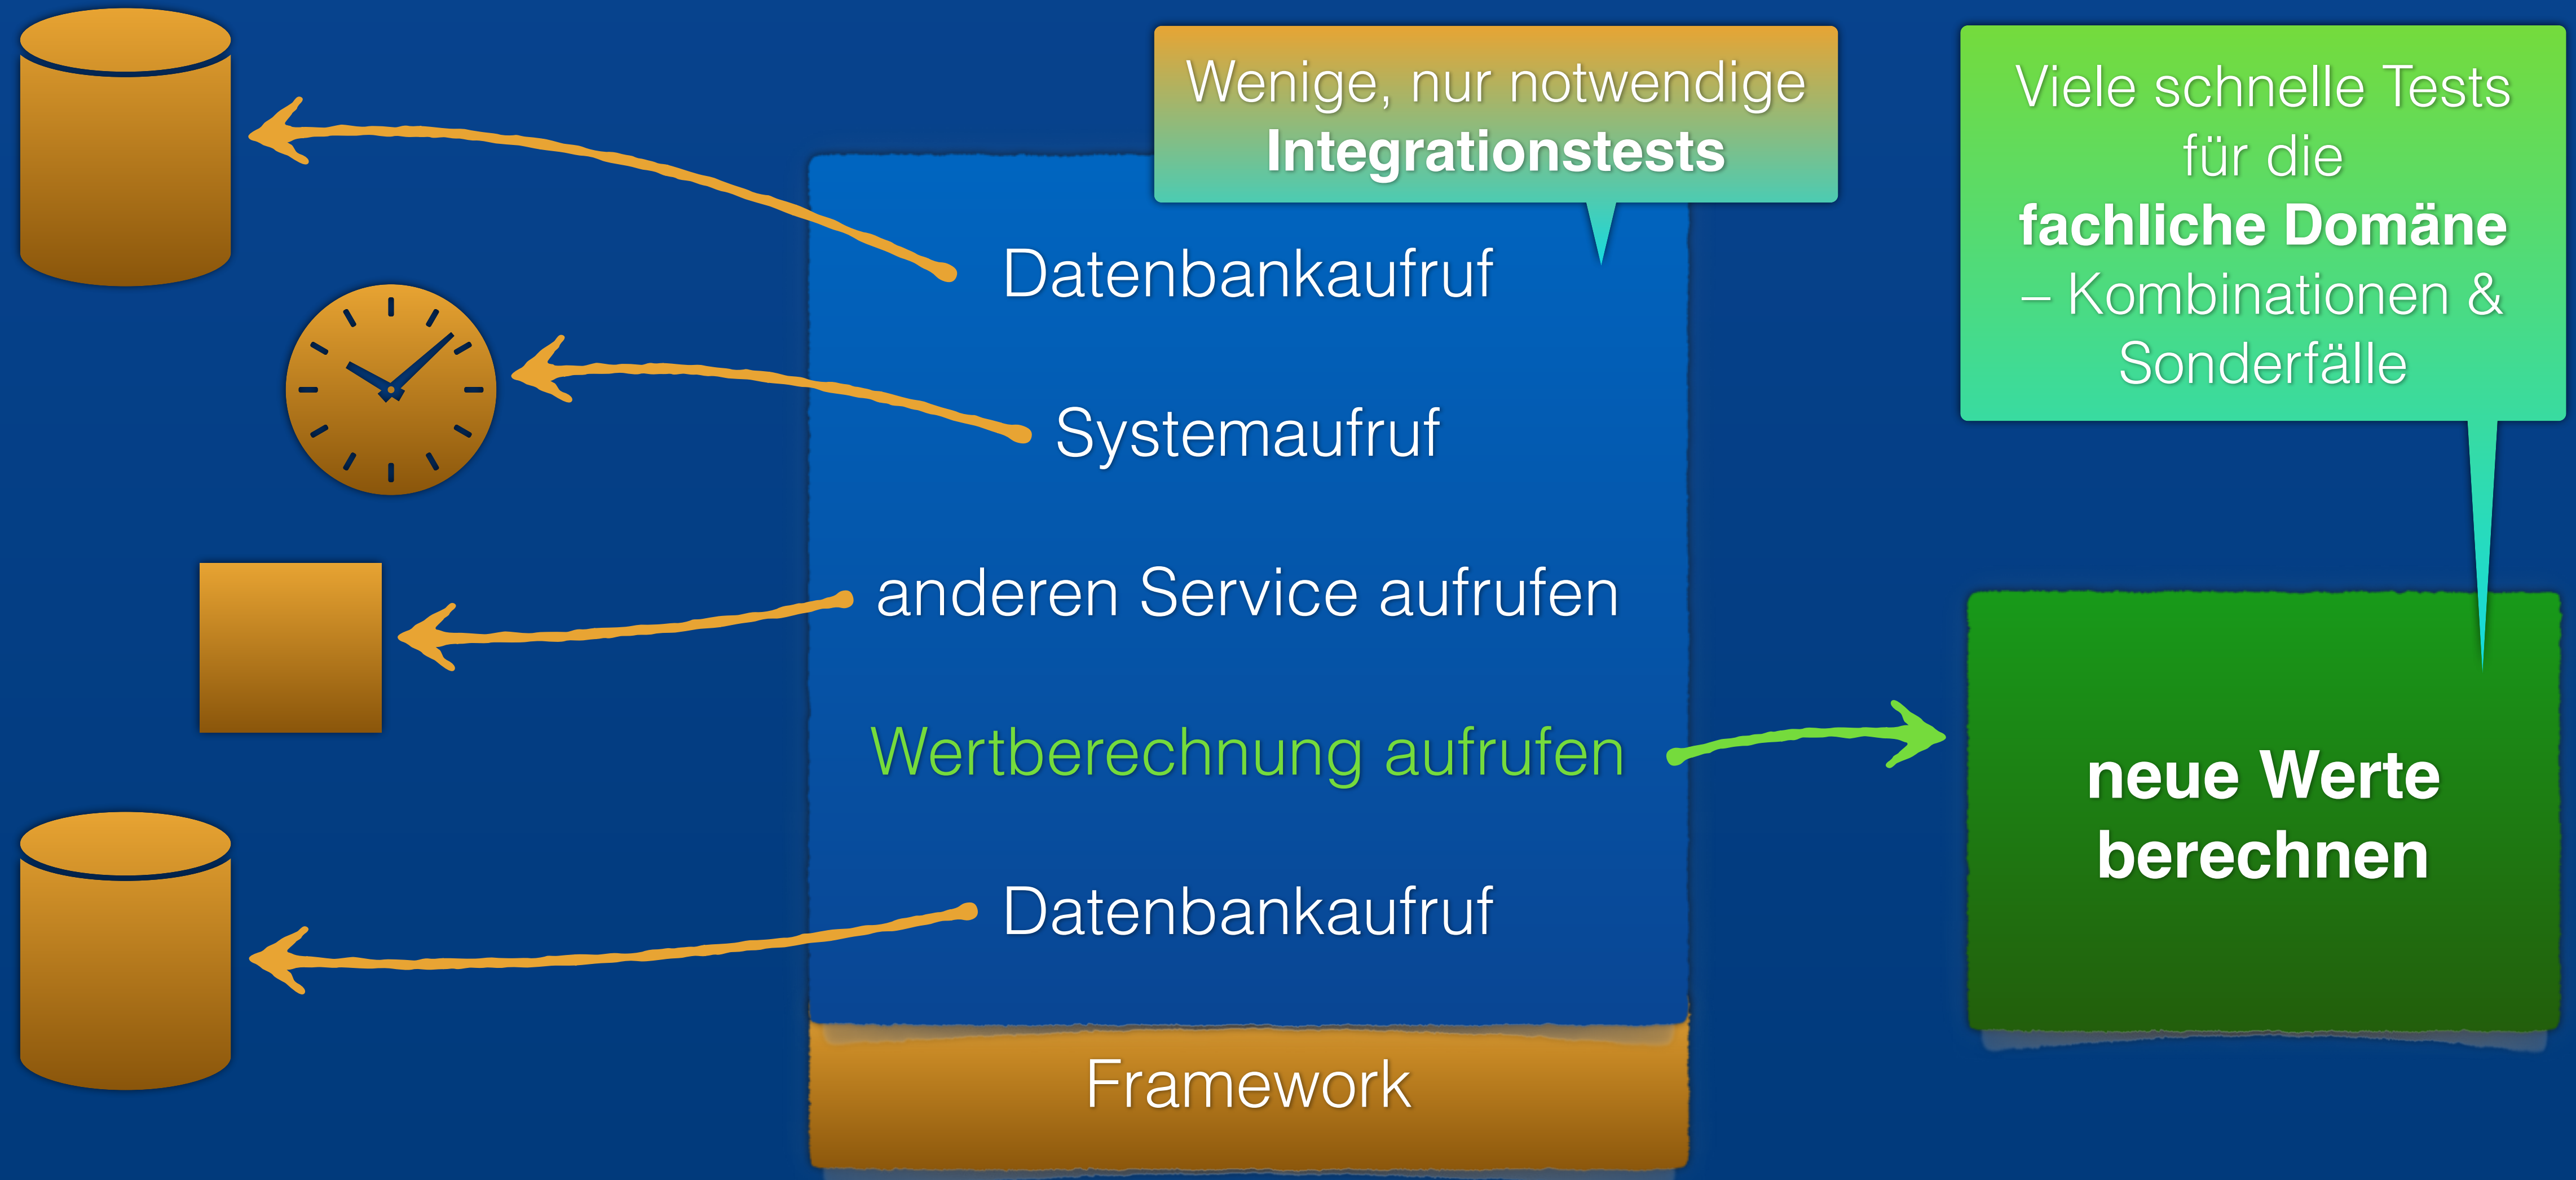 Wenige, nur notwendige
Integrationstests
Datenbankaufruf
Systemaufruf
anderen Service aufrufen
Wertberechnung aufrufen
Datenbankaufruf
Framework
Viele schnelle Tests
für die
fachliche Domäne
– Kombinationen &
Sonderfälle
neue Werte
berechnen